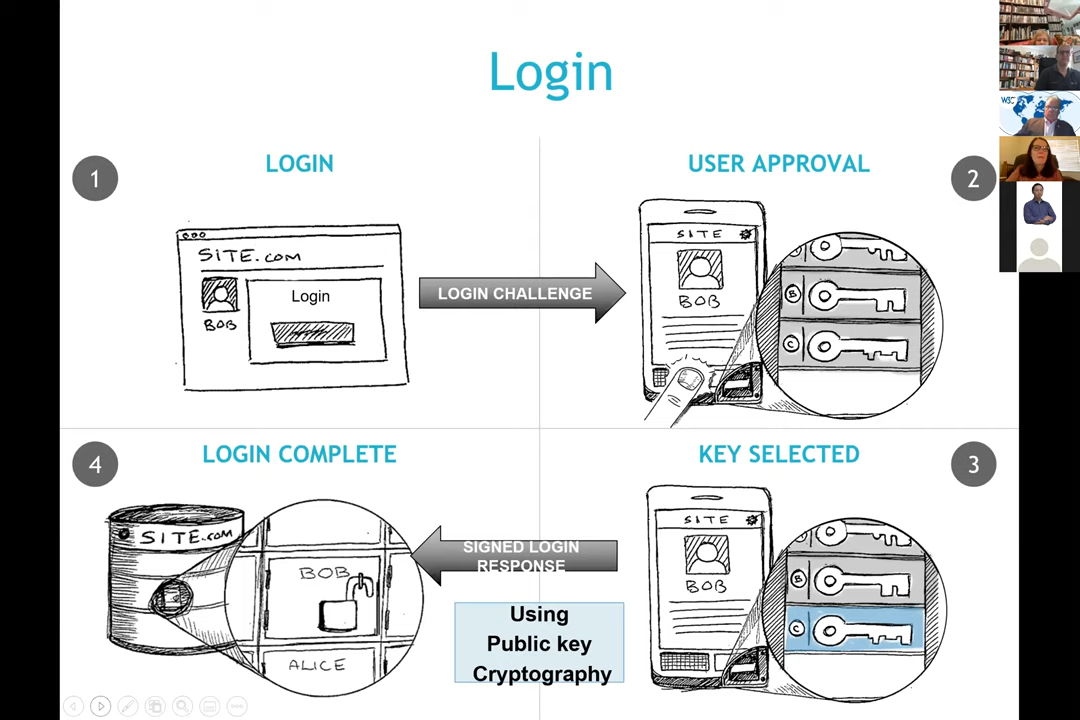 Login
1
LOGIN
SITE.COM
BOB
Login
LOGIN CHALLENGE
USER APPROVAL
2
SITE
BOB
B
C
4
LOGIN COMPLETE
SITE.COM
BOB
ALICE
SIGNED LOGIN
RESPONSE
Using
Public key
Cryptography
KEY SELECTED
3
SITE
BOB
B
C
W3C